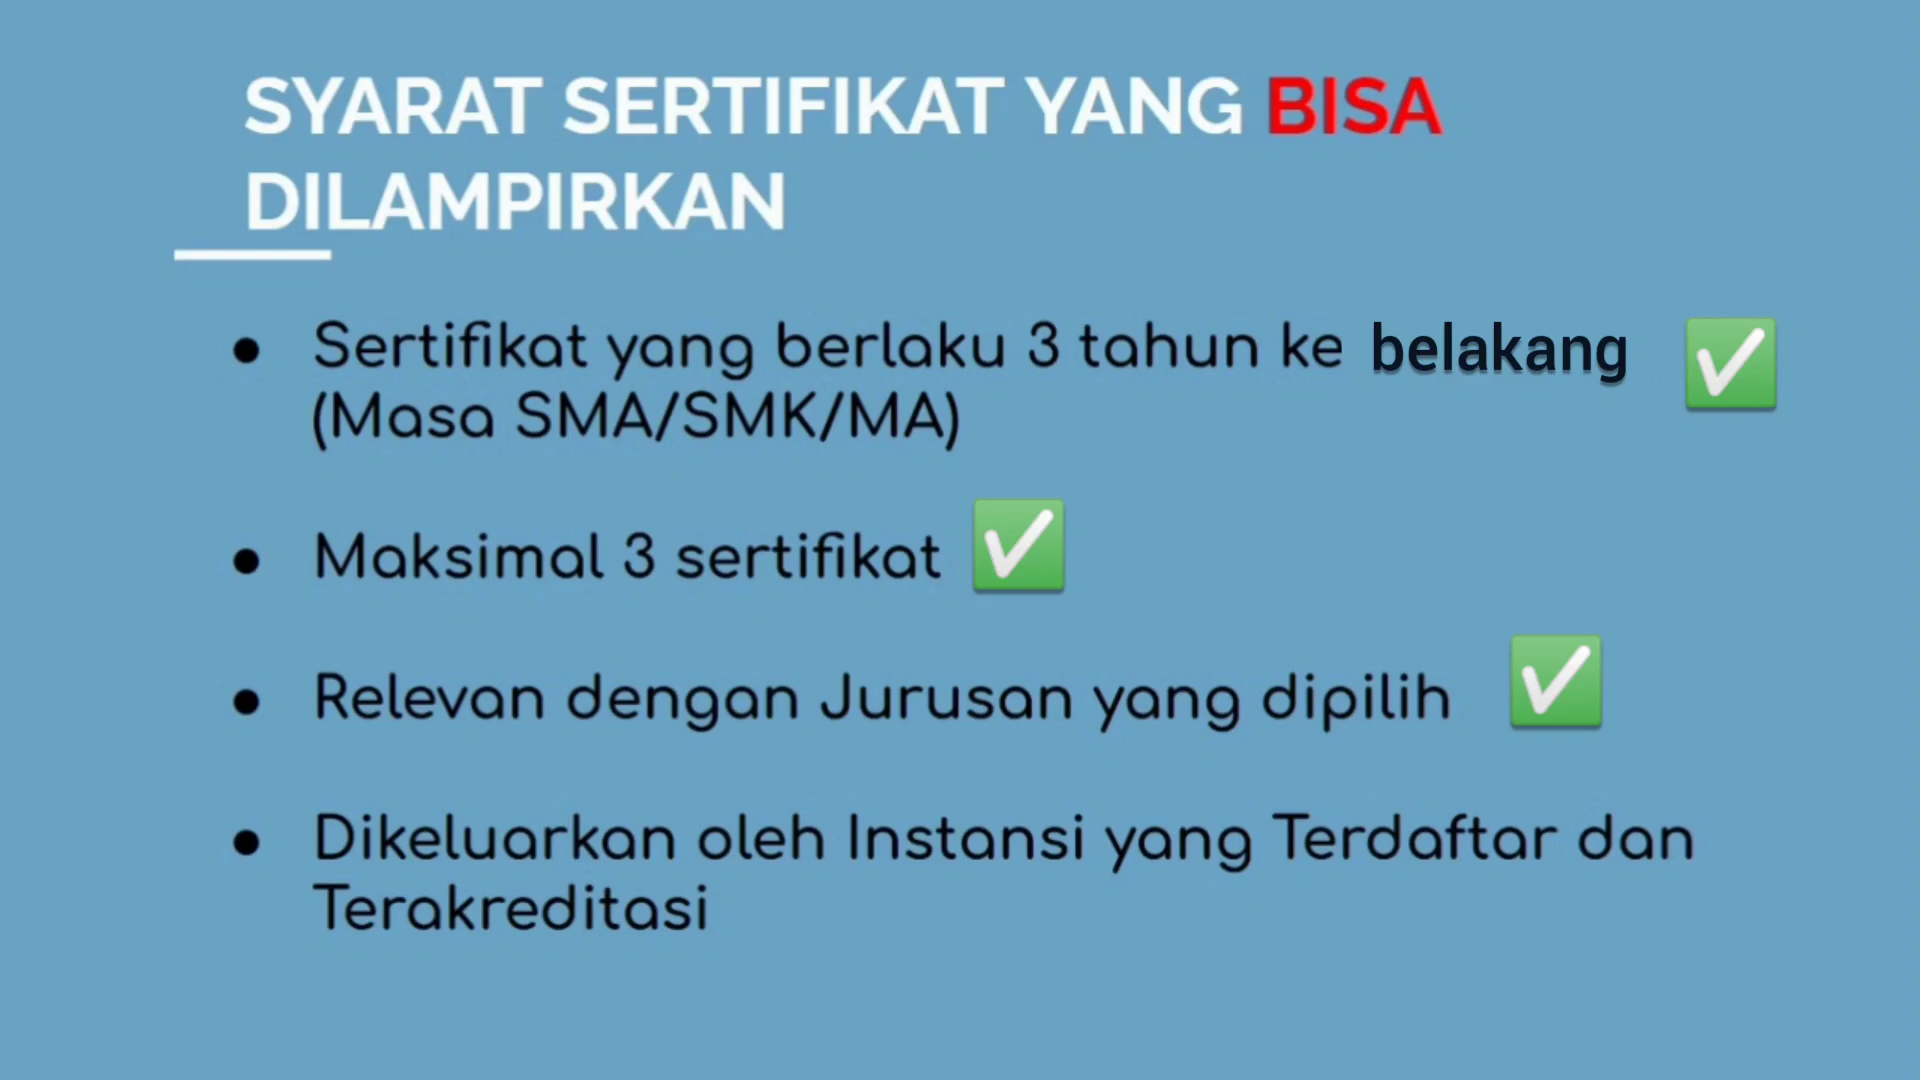 SYARAT SERTIFIKAT YANG BISA
DILAMPIRKAN
● Sertifikat yang berlaku 3 tahun ke belakang ✅
(Masa SMA/SMK/MA)
● Maksimal 3 sertifikat ✅
● Relevan dengan Jurusan yang dipilih ✅
● Dikeluarkan oleh Instansi yang Terdaftar dan
Terakreditasi